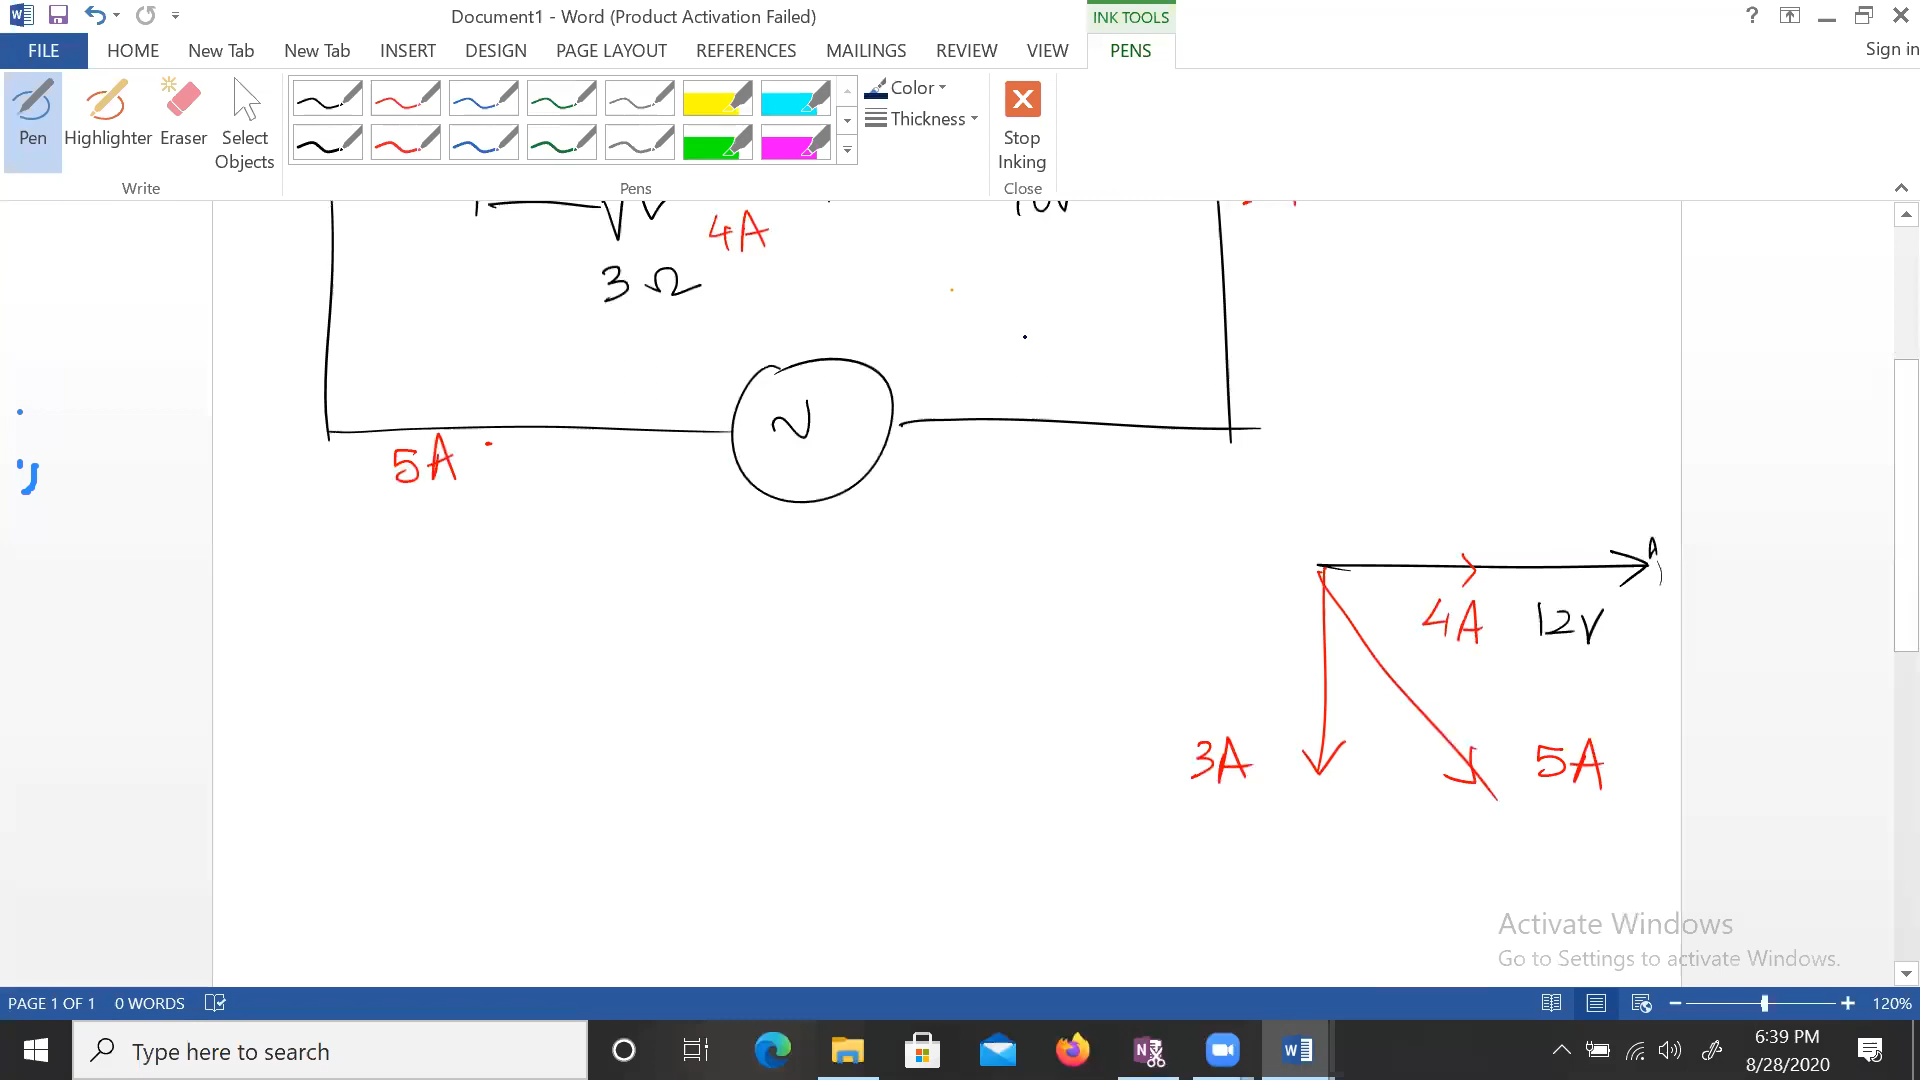 Document1 - Word (Product Activation Failed)
INK TOOLS
FILE HOME New Tab New Tab INSERT DESIGN PAGE LAYOUT REFERENCES MAILINGS REVIEW VIEW PENS Sign in
Pen
Highlighter
Eraser
Select Objects
Color
Thickness
Stop Inking
Write
Pens
Close
4A
3 Ω
5A
4A 12V
3A
5A
Activate Windows
Go to Settings to activate Windows.
PAGE 1 OF 1 0 WORDS 120%
Type here to search
6:39 PM
8/28/2020